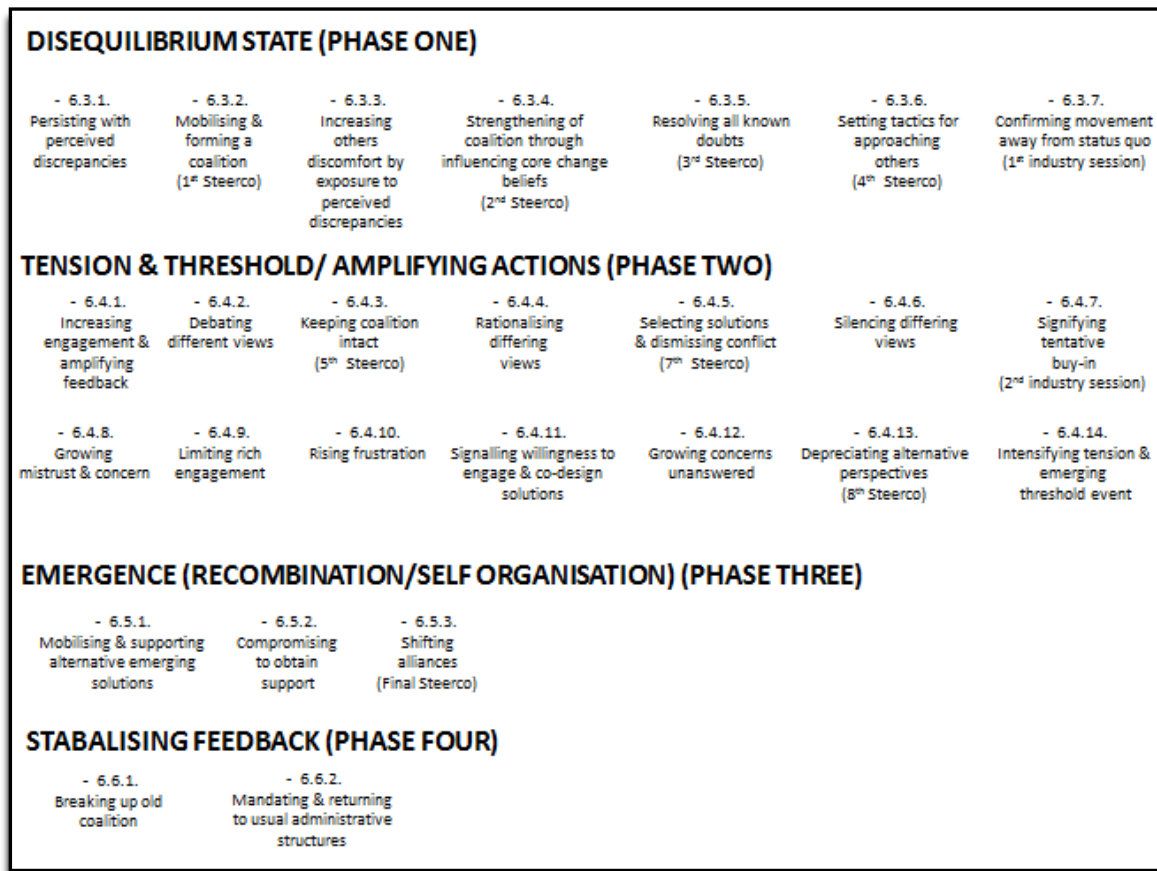 DISEQUILIBRIUM STATE (PHASE ONE)
- 6.3.1.
Persisting with
perceived
discrepancies
- 6.3.2.
Mobilising &
forming a
coalition
(1st Steerco)
- 6.3.3.
Increasing
others
discomfort by
exposure to
perceived
discrepancies
- 6.3.4.
Strengthening of
coalition through
influencing core change
beliefs
(2nd Steerco)
- 6.3.5.
Resolving all known
doubts
(3rd Steerco)
- 6.3.6.
Setting tactics for
approaching
others
(4th Steerco)
- 6.3.7.
Confirming movement
away from status quo
(1st industry session)
TENSION & THRESHOLD/ AMPLIFYING ACTIONS (PHASE TWO)
- 6.4.1.
Increasing
engagement &
amplifying
feedback
- 6.4.2.
Debating
different views
- 6.4.3.
Keeping coalition
intact
(5th Steerco)
- 6.4.4.
Rationalising
differing
views
- 6.4.5.
Selecting solutions
& dismissing conflict
(7th Steerco)
- 6.4.6.
Silencing differing
views
- 6.4.7.
Signifying
tentative
buy-in
(2nd industry session)
- 6.4.8.
Growing
mistrust & concern
- 6.4.9.
Limiting rich
engagement
- 6.4.10.
Rising frustration
- 6.4.11.
Signalling willingness to
engage & co-design
solutions
- 6.4.12.
Growing concerns
unanswered
- 6.4.13.
Depreciating alternative
perspectives
(8th Steerco)
- 6.4.14.
Intensifying tension &
emerging
threshold event
EMERGENCE (RECOMBINATION/SELF ORGANISATION) (PHASE THREE)
- 6.5.1.
Mobilising & supporting
alternative emerging
solutions
- 6.5.2.
Compromising
to obtain
support
- 6.5.3.
Shifting
alliances
(Final Steerco)
STABALISING FEEDBACK (PHASE FOUR)
- 6.6.1.
Breaking up old
coalition
- 6.6.2.
Mandating & returning
to usual administrative
structures